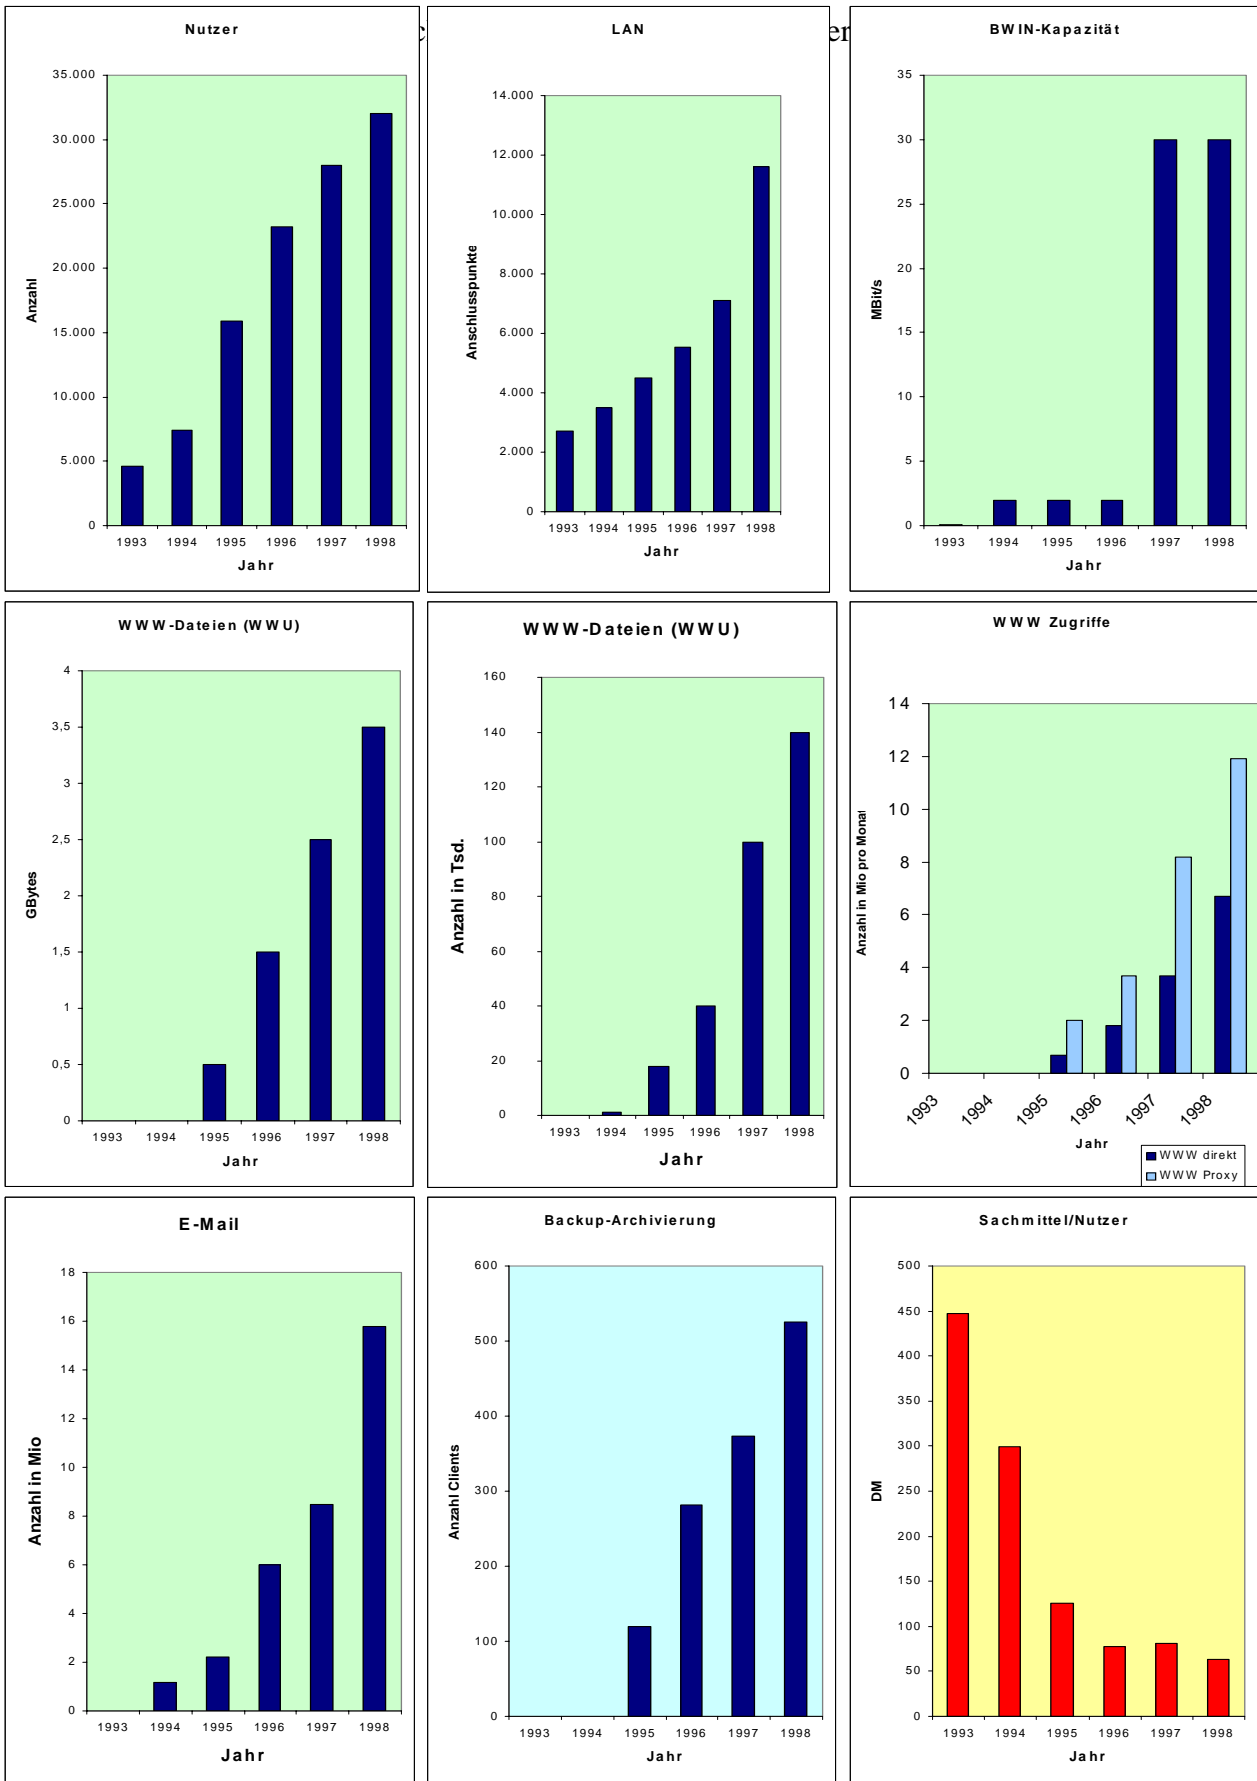 Nutzer
35.000
30.000
25.000
20.000
15.000
10.000
5.000
0
Anzahl
1993 1994 1995 1996 1997 1998
Jahr
LAN
14.000
12.000
10.000
8.000
6.000
4.000
2.000
0
Anschlusspunkte
1993 1994 1995 1996 1997 1998
Jahr
er
BWIN-Kapazität
35
30
25
20
15
10
5
0
MBit/s
1993 1994 1995 1996 1997 1998
Jahr
WWW-Dateien (WWU)
4
3,5
3
2,5
2
1,5
1
0,5
0
GBytes
1993 1994 1995 1996 1997 1998
Jahr
WWW-Dateien (WWU)
160
140
120
100
80
60
40
20
0
Anzahl in Tsd.
1993 1994 1995 1996 1997 1998
Jahr
WWW Zugriffe
14
12
10
8
6
4
2
0
Anzahl in Mio pro Monat
1993 1994 1995 1996 1997 1998
Jahr
WWW direkt
WWW Proxy
E-Mail
18
16
14
12
10
8
6
4
2
0
Anzahl in Mio
1993 1994 1995 1996 1997 1998
Jahr
Backup-Archivierung
600
500
400
300
200
100
0
Anzahl Clients
1993 1994 1995 1996 1997 1998
Jahr
Sachmittel/Nutzer
500
450
400
350
300
250
200
150
100
50
0
DM
1993 1994 1995 1996 1997 1998
Jahr